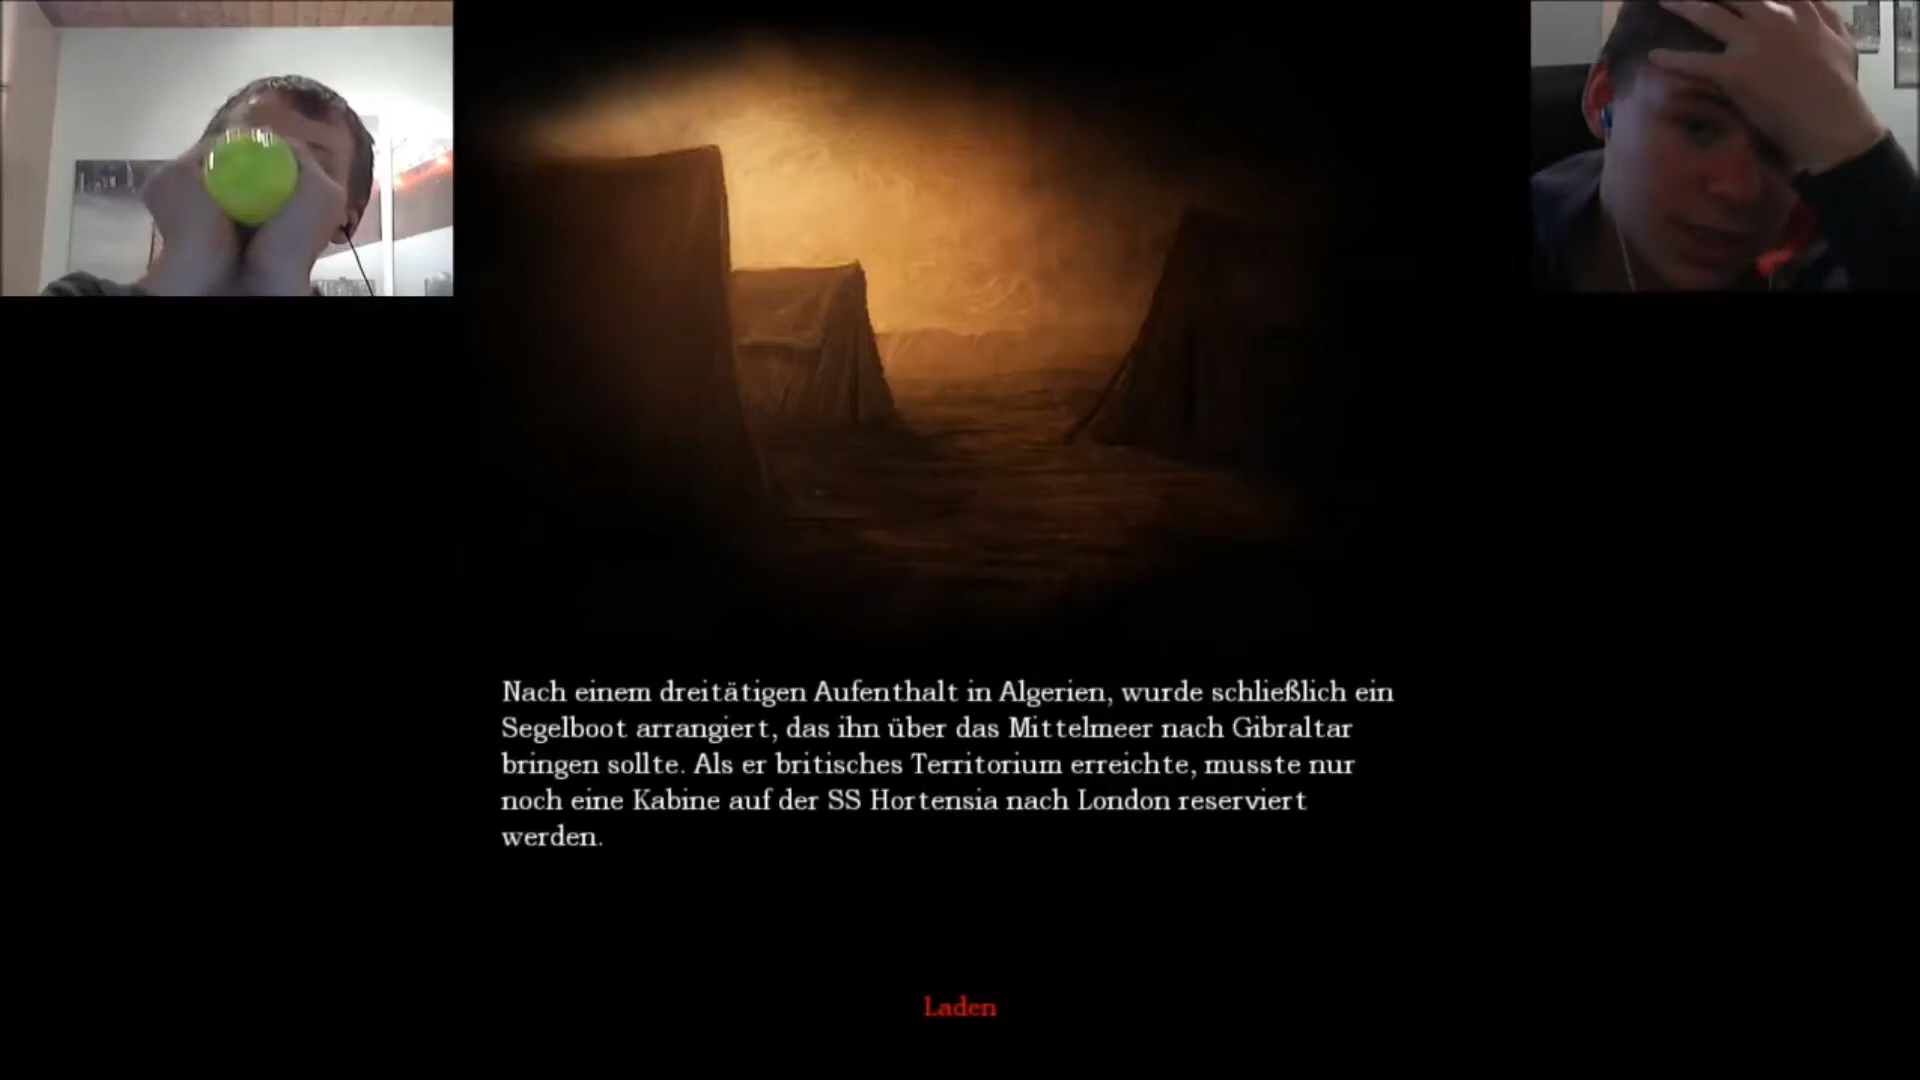 Nach einem dreitätigen Aufenthalt in Algerien, wurde schließlich ein
Segelboot arrangiert, das ihn über das Mittelmeer nach Gibraltar
bringen sollte. Als er britisches Territorium erreichte, musste nur
noch eine Kabine auf der SS Hortensia nach London reserviert
werden.
Laden